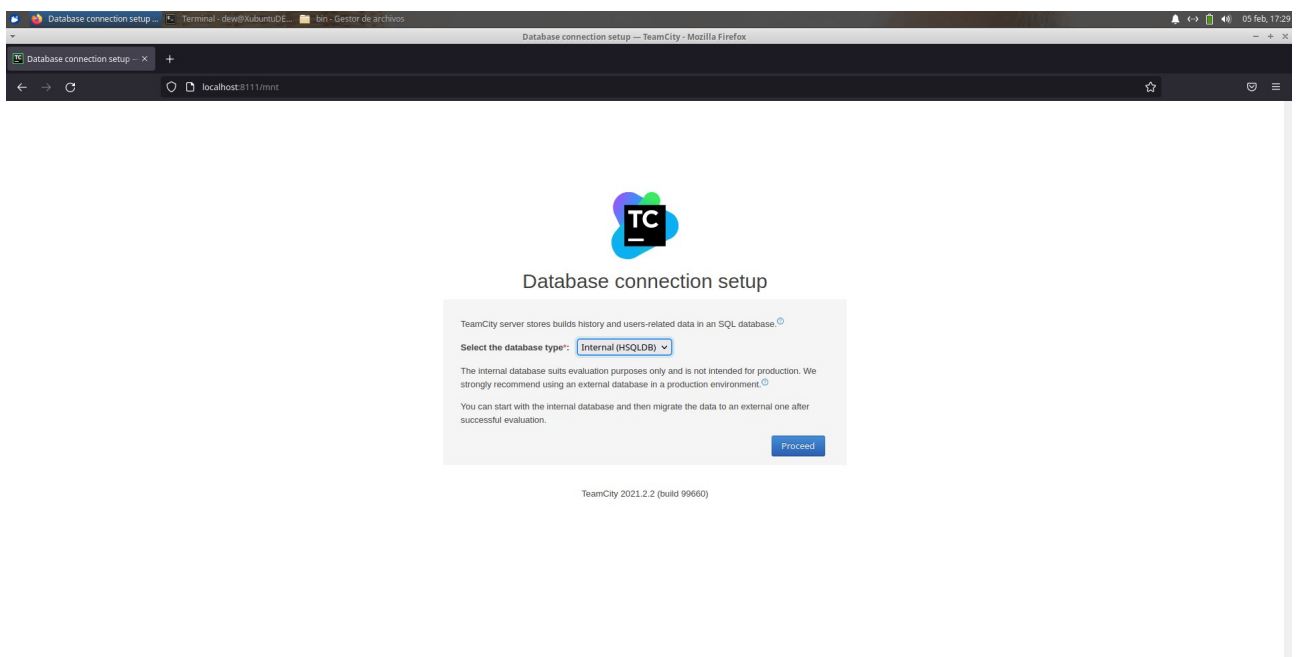 Database connection setup ...
Terminal - dew@XubuntuDE...
bin - Gestor de archivos
05 feb, 17:29
Database connection setup — TeamCity - Mozilla Firefox
TC
Database connection setup —
localhost:8111/mnt
TC
Database connection setup
TeamCity server stores builds history and users-related data in an SQL database.
Select the database type*: Internal (HSQLDB)
The internal database suits evaluation purposes only and is not intended for production. We
strongly recommend using an external database in a production environment.
You can start with the internal database and then migrate the data to an external one after
successful evaluation.
Proceed
TeamCity 2021.2.2 (build 99660)